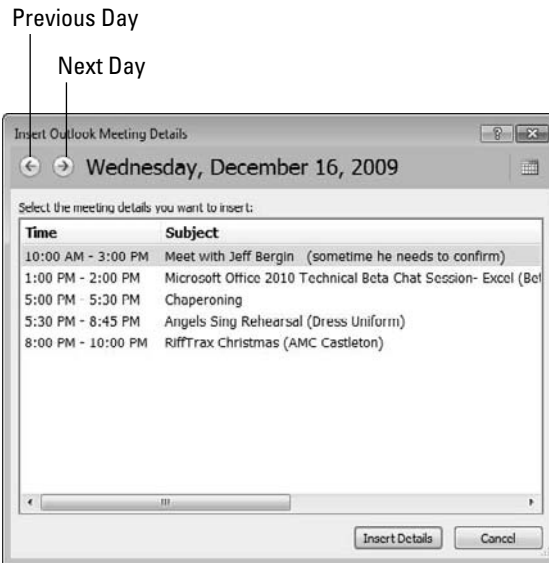 Previous Day
Next Day
Insert Outlook Meeting Details
Wednesday, December 16, 2009
Select the meeting details you want to insert:
Time Subject
10:00 AM - 3:00 PM Meet with Jeff Bergin (sometime he needs to confirm)
1:00 PM - 2:00 PM Microsoft Office 2010 Technical Beta Chat Session- Excel (Bet
5:00 PM - 5:30 PM Chaperoning
5:30 PM - 8:45 PM Angels Sing Rehearsal (Dress Uniform)
8:00 PM - 10:00 PM RiffTrax Christmas (AMC Castleton)
Insert Details Cancel